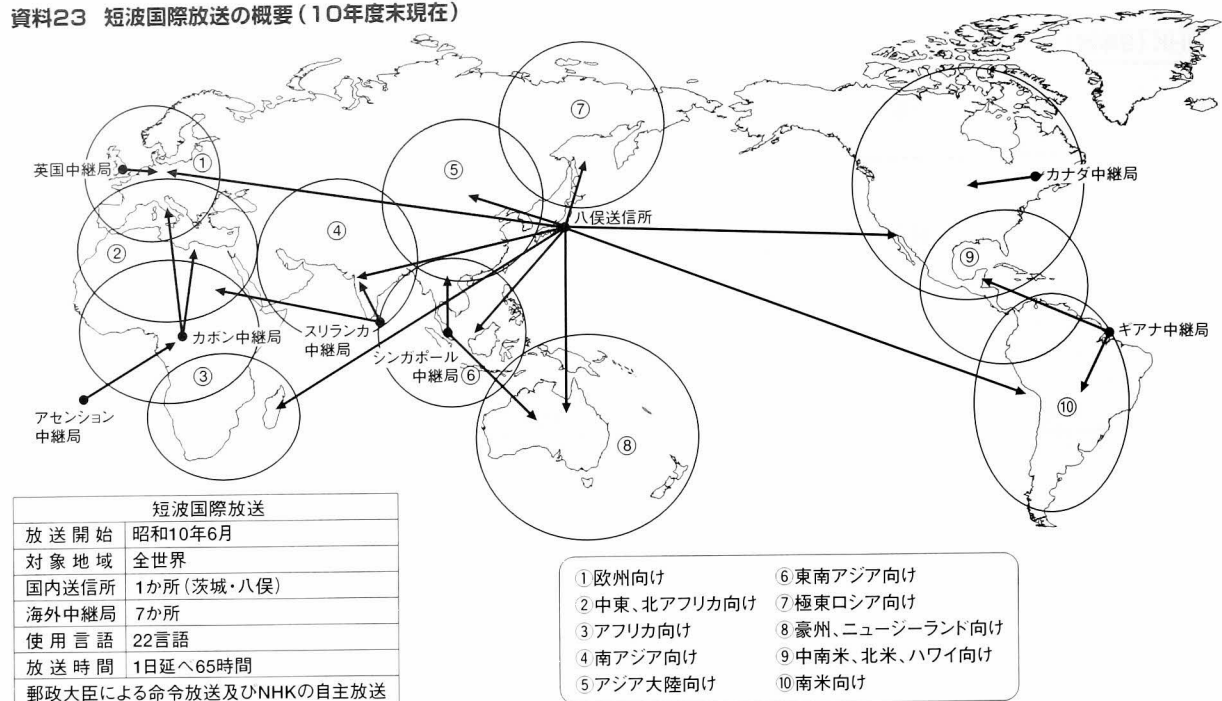 資料23 短波国際放送の概要(10年度末現在)
⑦
①
英国中継局
⑤
カナダ中継局
八俣送信所
④
②
⑨
カボン中継局
スリランカ
中継局
シンガポール
中継局
⑥
ギアナ中継局
③
アセンション
中継局
⑩
⑧
短波国際放送
放送開始 昭和10年6月
対象地域 全世界
国内送信所 1か所(茨城・八俣)
海外中継局 7か所
使用言語 22言語
放送時間 1日延べ65時間
郵政大臣による命令放送及びNHKの自主放送
①欧州向け
②中東、北アフリカ向け
③アフリカ向け
④南アジア向け
⑤アジア大陸向け
⑥東南アジア向け
⑦極東ロシア向け
⑧豪州、ニュージーランド向け
⑨中南米、北米、ハワイ向け
⑩南米向け